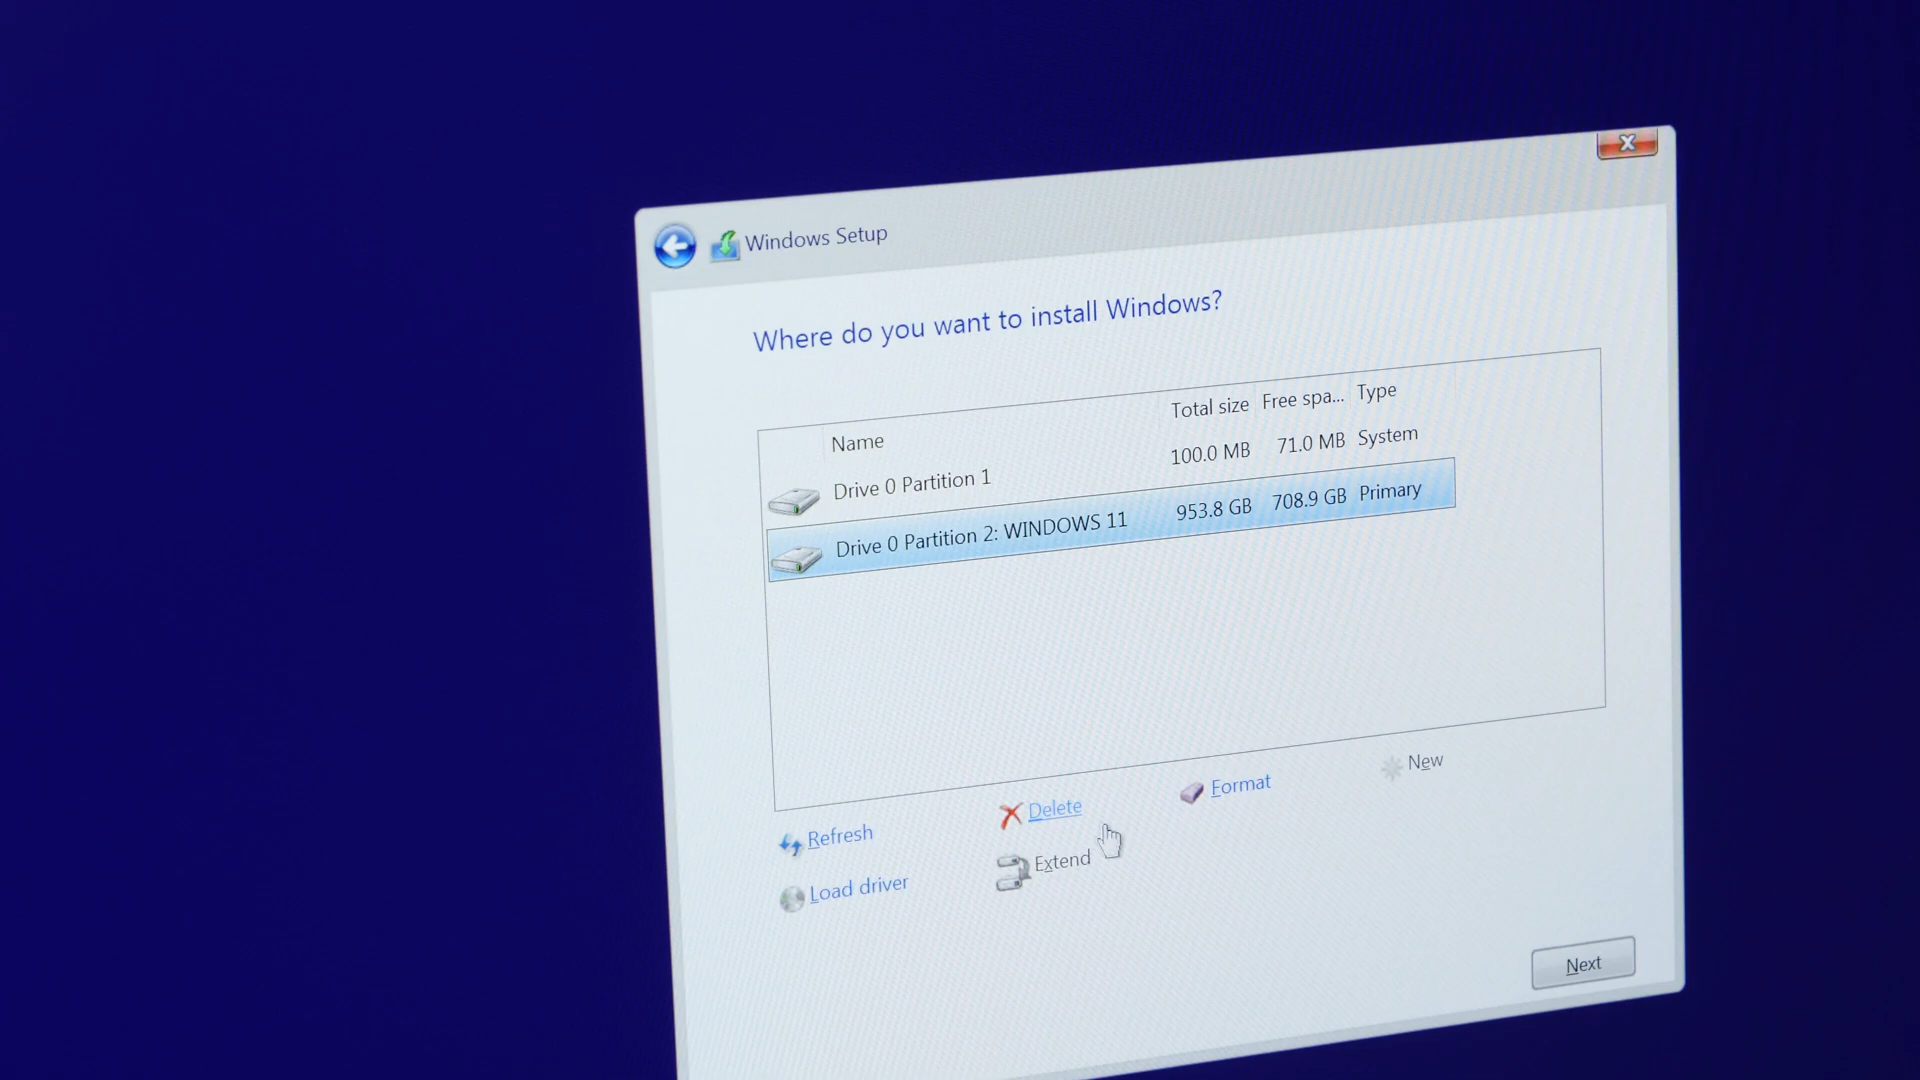 x
Windows Setup
Where do you want to install Windows?
Name Total size Free spa... Type
Drive 0 Partition 1 100.0 MB 71.0 MB System
Drive 0 Partition 2: WINDOWS 11 953.8 GB 708.9 GB Primary
Refresh Delete Format New
Load driver Extend
Next